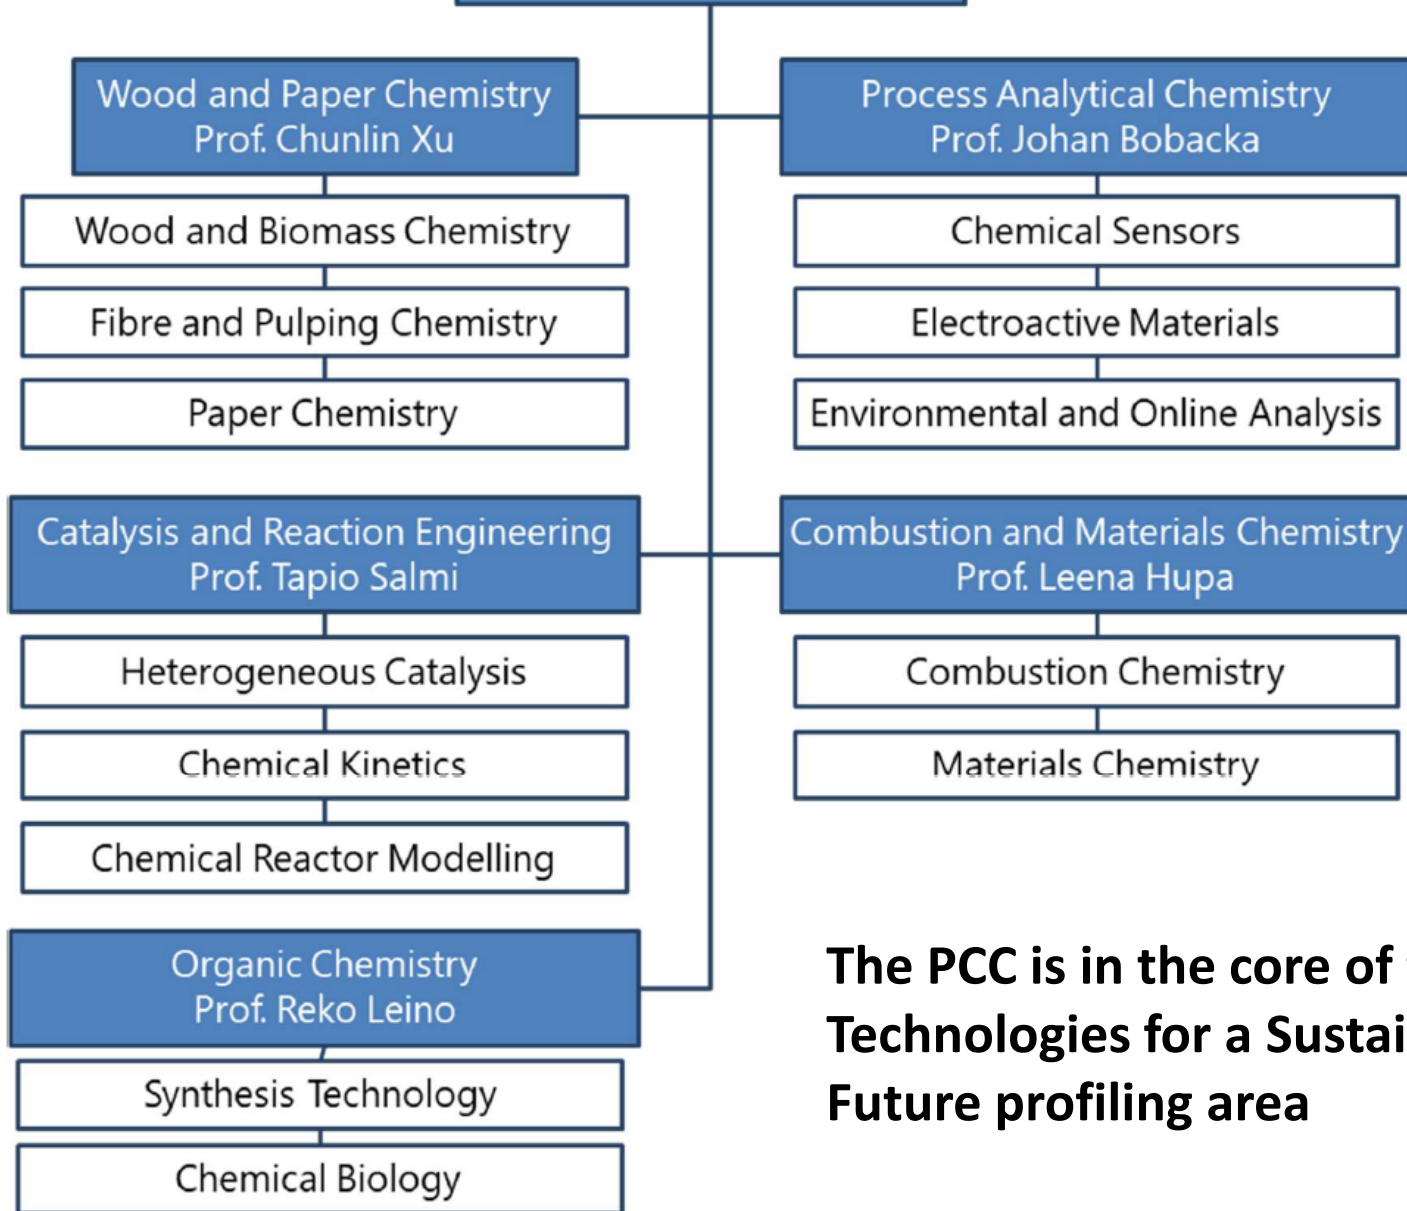 Wood and Paper Chemistry
Prof. Chunlin Xu
Wood and Biomass Chemistry
Fibre and Pulping Chemistry
Paper Chemistry
Process Analytical Chemistry
Prof. Johan Bobacka
Chemical Sensors
Electroactive Materials
Environmental and Online Analysis
Catalysis and Reaction Engineering
Prof. Tapio Salmi
Heterogeneous Catalysis
Chemical Kinetics
Chemical Reactor Modelling
Combustion and Materials Chemistry
Prof. Leena Hupa
Combustion Chemistry
Materials Chemistry
Organic Chemistry
Prof. Reko Leino
Synthesis Technology
Chemical Biology
The PCC is in the core of
Technologies for a Sustai
Future profiling area